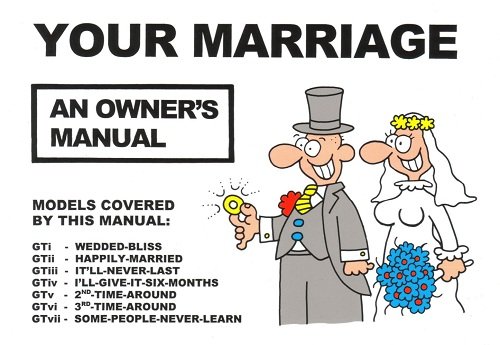 YOUR MARRIAGE
AN OWNER'S
MANUAL
MODELS COVERED
BY THIS MANUAL:
GTi - WEDDED-BLISS
GTii - HAPPILY-MARRIED
GTiii - IT'LL-NEVER-LAST
GTiv - I'LL-GIVE-IT-SIX-MONTHS
GTv - 2ND-TIME-AROUND
GTvi - 3RD-TIME-AROUND
GTvii - SOME-PEOPLE-NEVER-LEARN